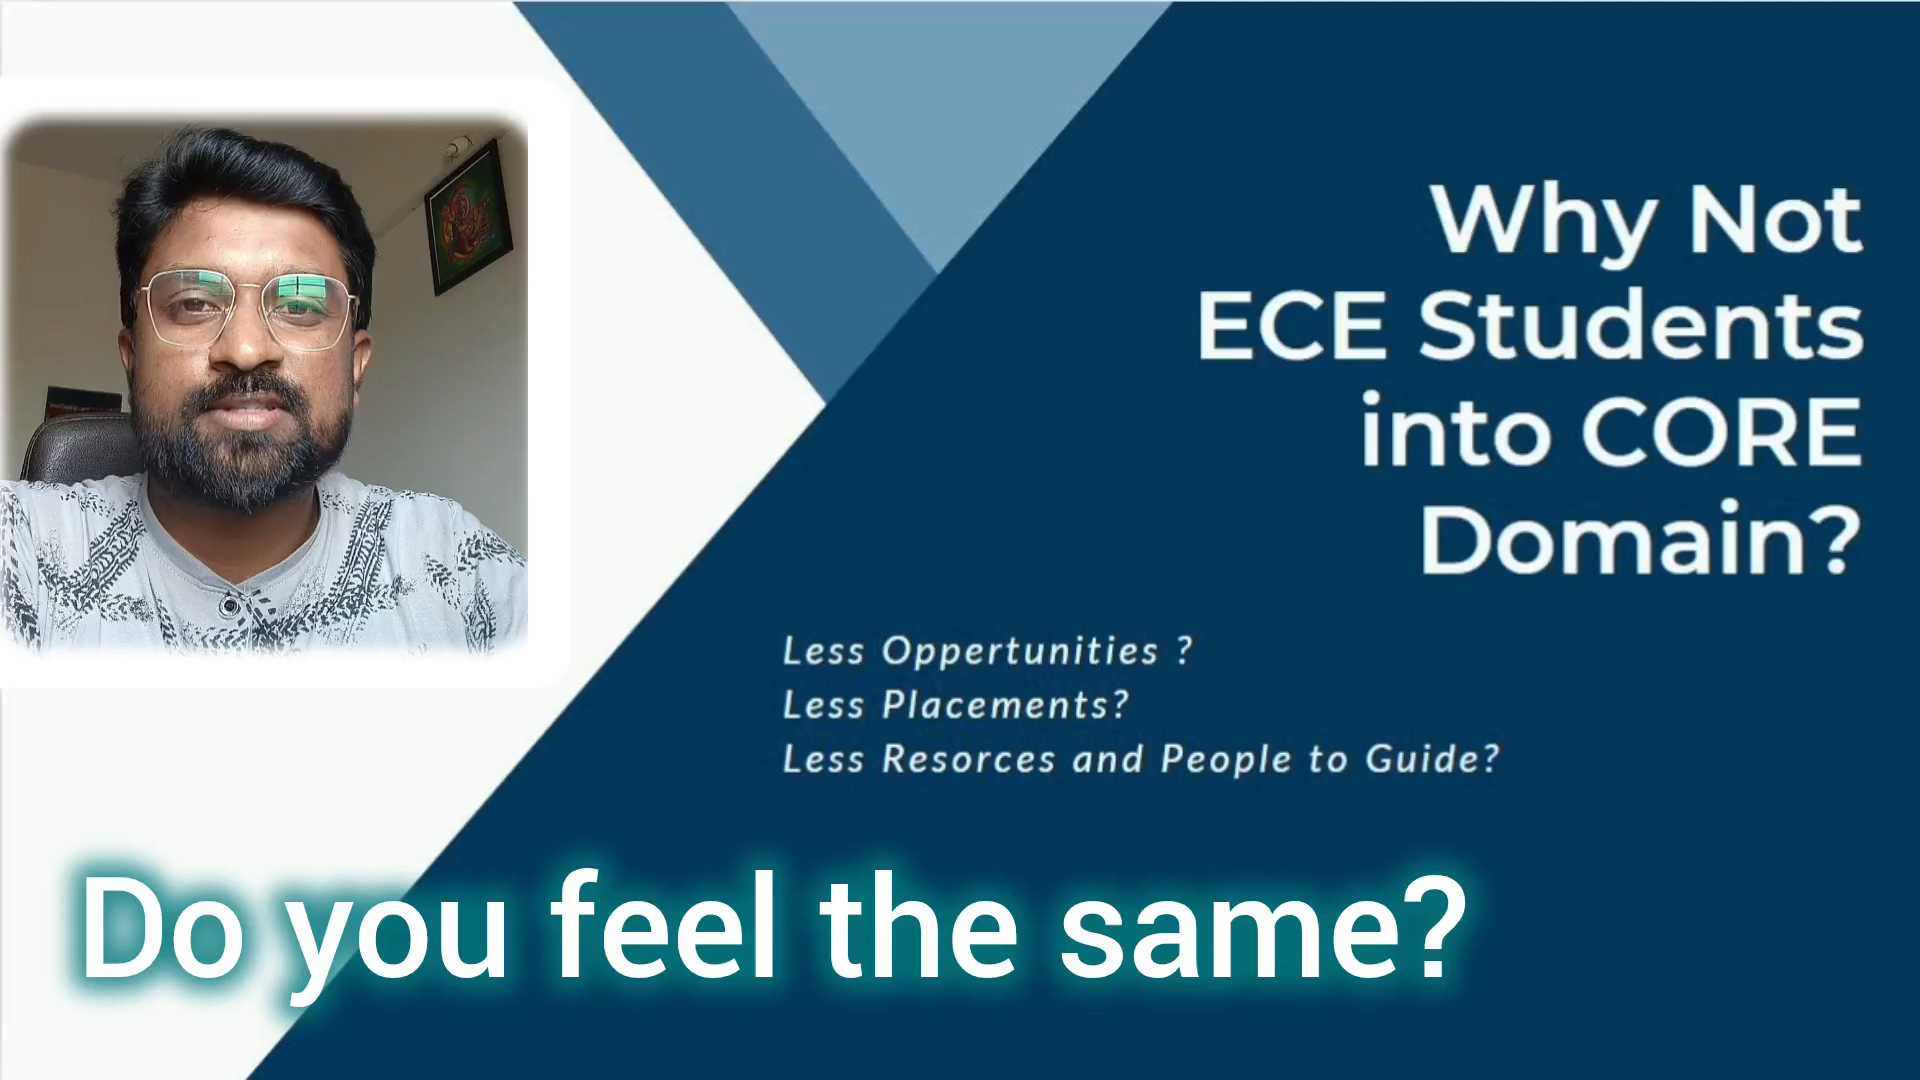 Why Not
ECE Students
into CORE
Domain?
Less Oppertunities ?
Less Placements?
Less Resorces and People to Guide?
Do you feel the same?